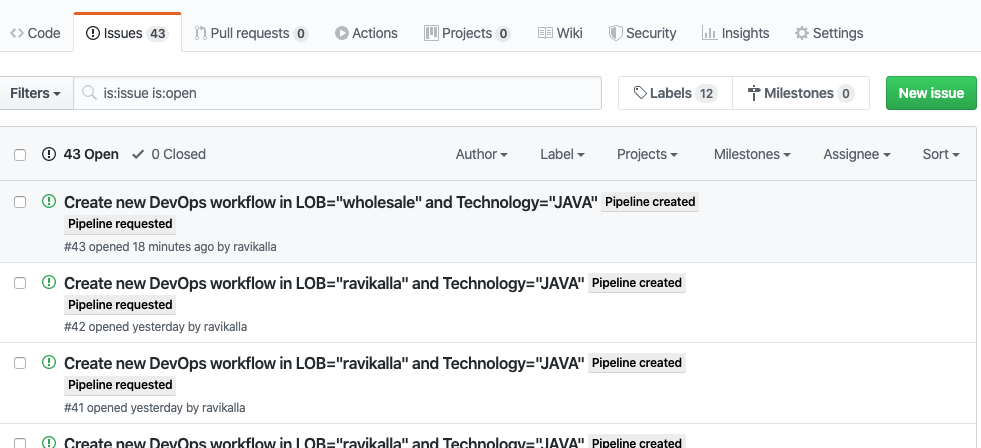 Code Issues 43 Pull requests 0 Actions Projects 0 Wiki Security Insights Settings
Filters is:issue is:open Labels 12 Milestones 0 New issue
43 Open 0 Closed Author Label Projects Milestones Assignee Sort
Create new DevOps workflow in LOB="wholesale" and Technology="JAVA" Pipeline created
Pipeline requested
#43 opened 18 minutes ago by ravikalla
Create new DevOps workflow in LOB="ravikalla" and Technology="JAVA" Pipeline created
Pipeline requested
#42 opened yesterday by ravikalla
Create new DevOps workflow in LOB="ravikalla" and Technology="JAVA" Pipeline created
Pipeline requested
#41 opened yesterday by ravikalla
Create new DevOps workflow in LOB="ravikalla" and Technology="JAVA" Pipeline created